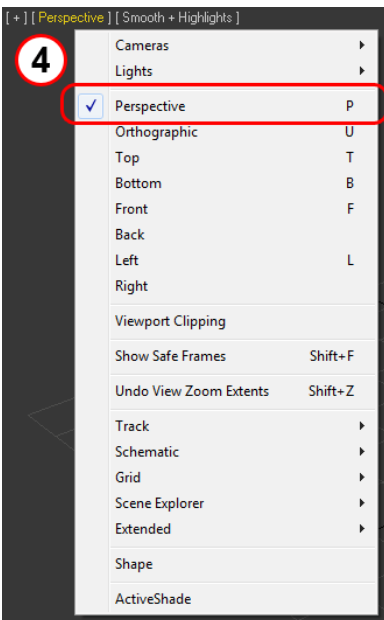 [ + ] [ Perspective ] [ Smooth + Highlights ]
4
Cameras
Lights
Perspective P
Orthographic U
Top T
Bottom B
Front F
Back
Left L
Right
Viewport Clipping
Show Safe Frames Shift+F
Undo View Zoom Extents Shift+Z
Track
Schematic
Grid
Scene Explorer
Extended
Shape
ActiveShade